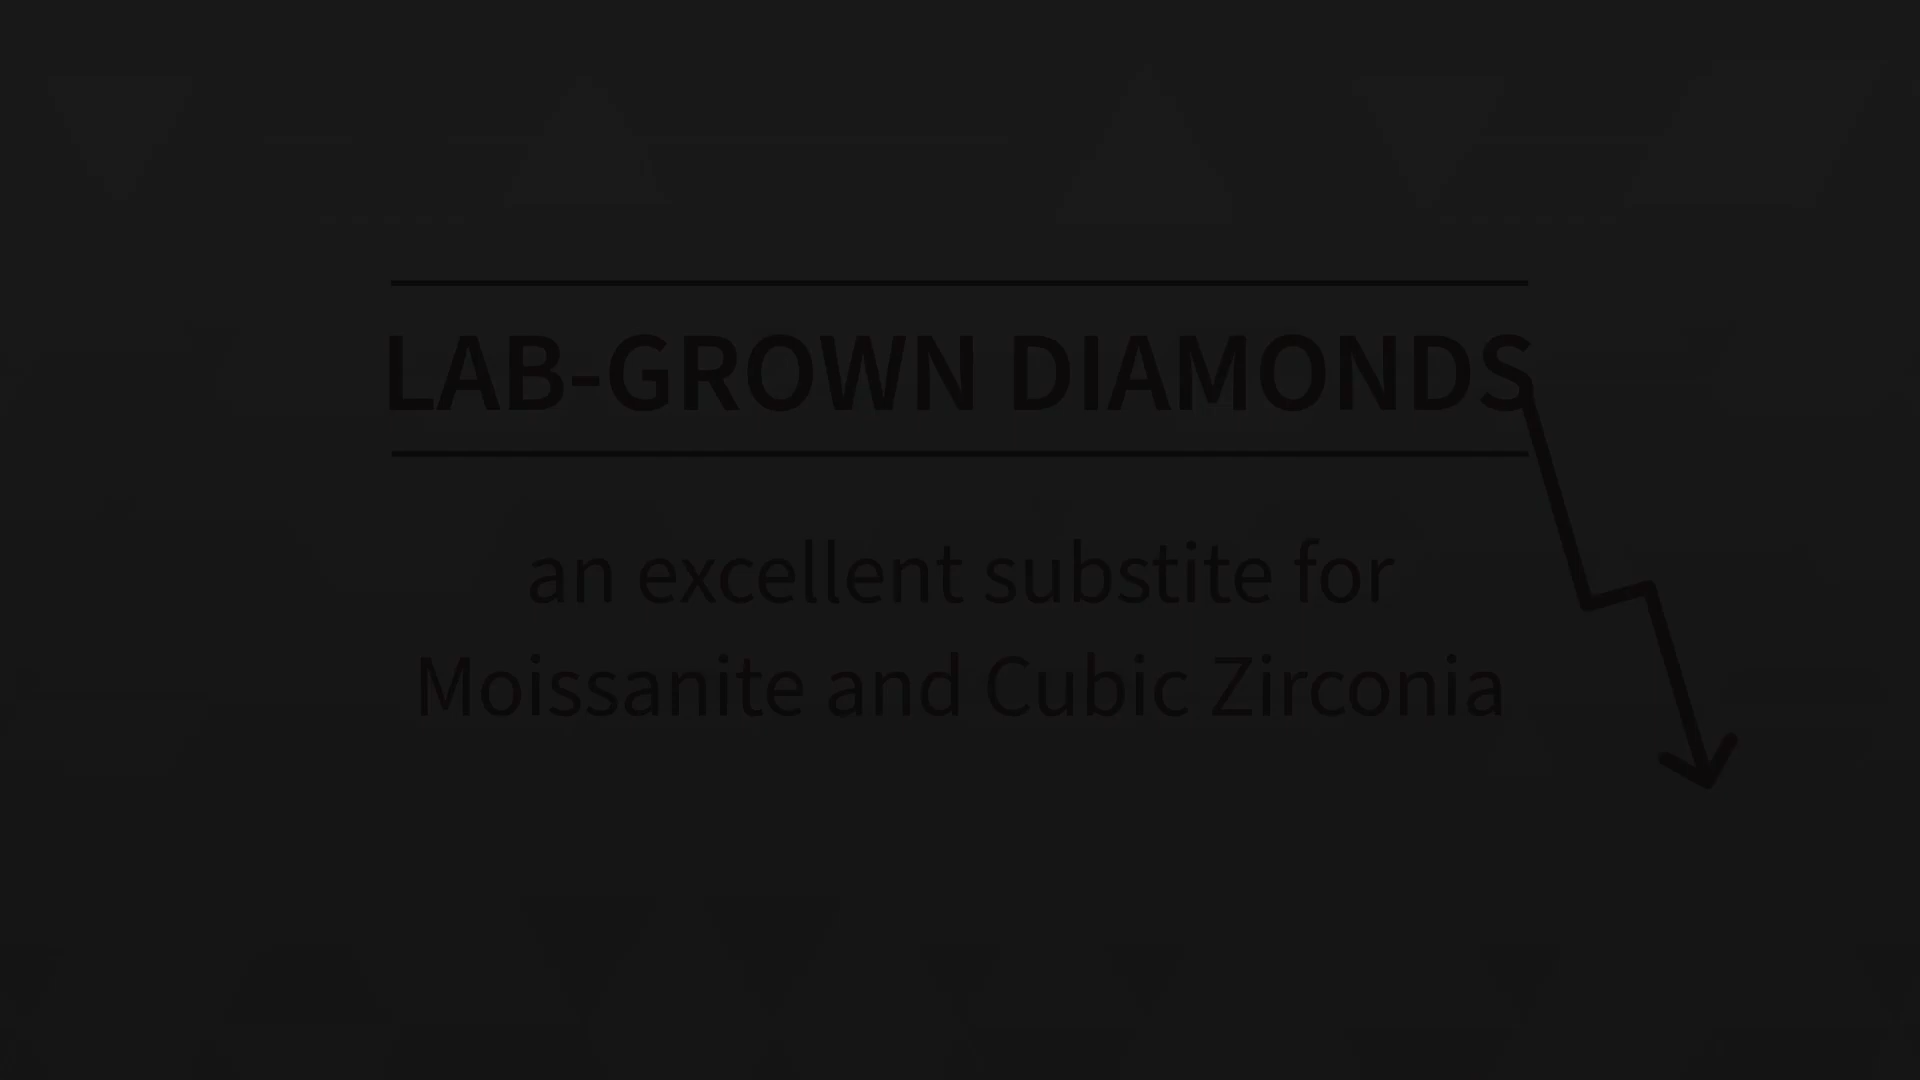 LAB-GROWN DIAMONDS
an excellent substite for
Moissanite and Cubic Zirconia